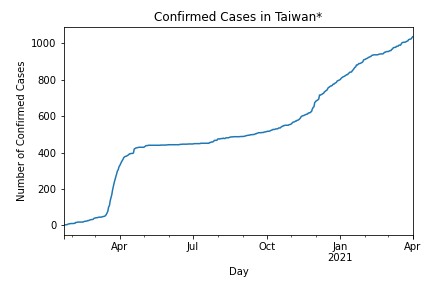 Confirmed Cases in Taiwan*
Number of Confirmed Cases
1000
800
600
400
200
0
Apr
Jul
Oct
Jan
2021
Apr
Day